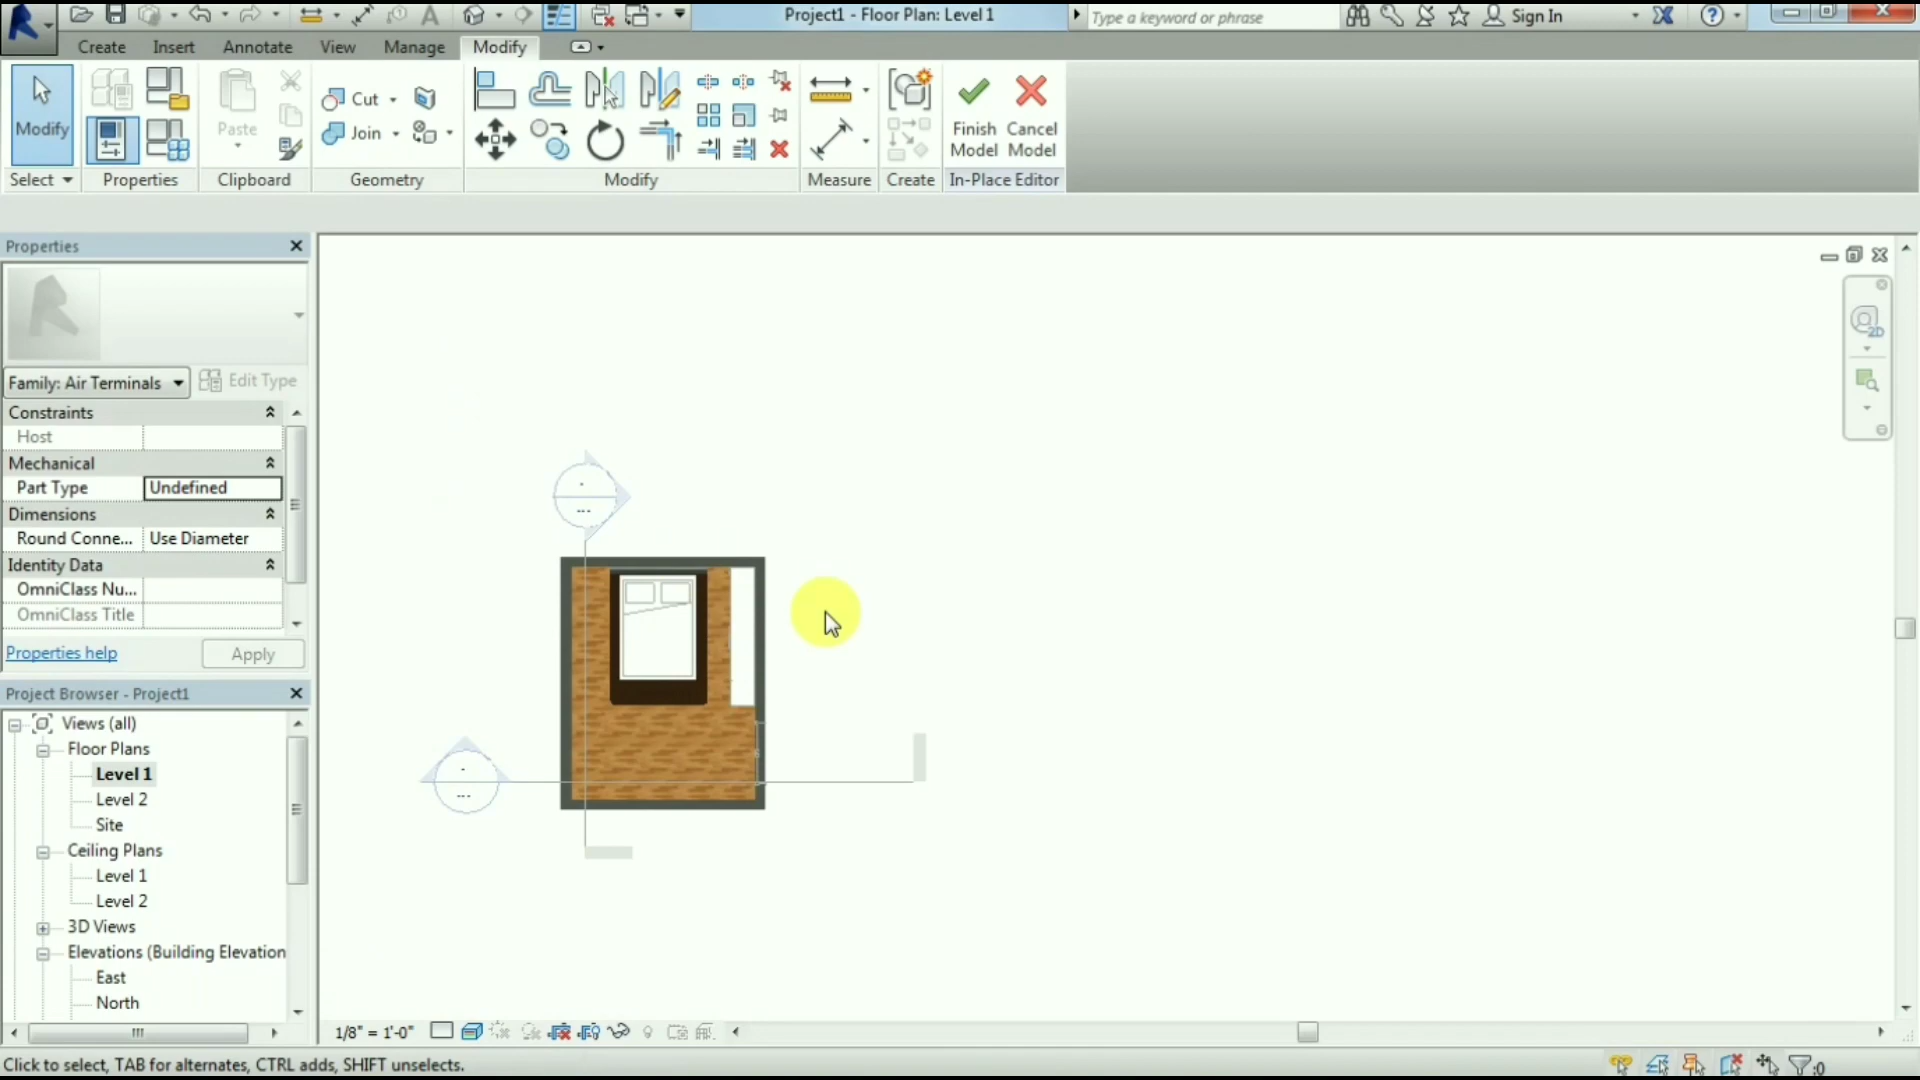 Project1 - Floor Plan: Level 1
Type a keyword or phrase
Sign In
Create
Insert
Annotate
View
Manage
Modify
Modify
Paste
Cut
Join
Finish Model
Cancel Model
Select
Properties
Clipboard
Geometry
Modify
Measure
Create
In-Place Editor
Properties
Family: Air Terminals
Edit Type
Constraints
Host
Mechanical
Part Type
Undefined
Dimensions
Round Conne...
Use Diameter
Identity Data
OmniClass Nu...
OmniClass Title
Properties help
Apply
Project Browser - Project1
Views (all)
Floor Plans
Level 1
Level 2
Site
Ceiling Plans
Level 1
Level 2
3D Views
Elevations (Building Elevation
East
North
2D
1/8" = 1'-0"
Click to select, TAB for alternates, CTRL adds, SHIFT unselects.
:0